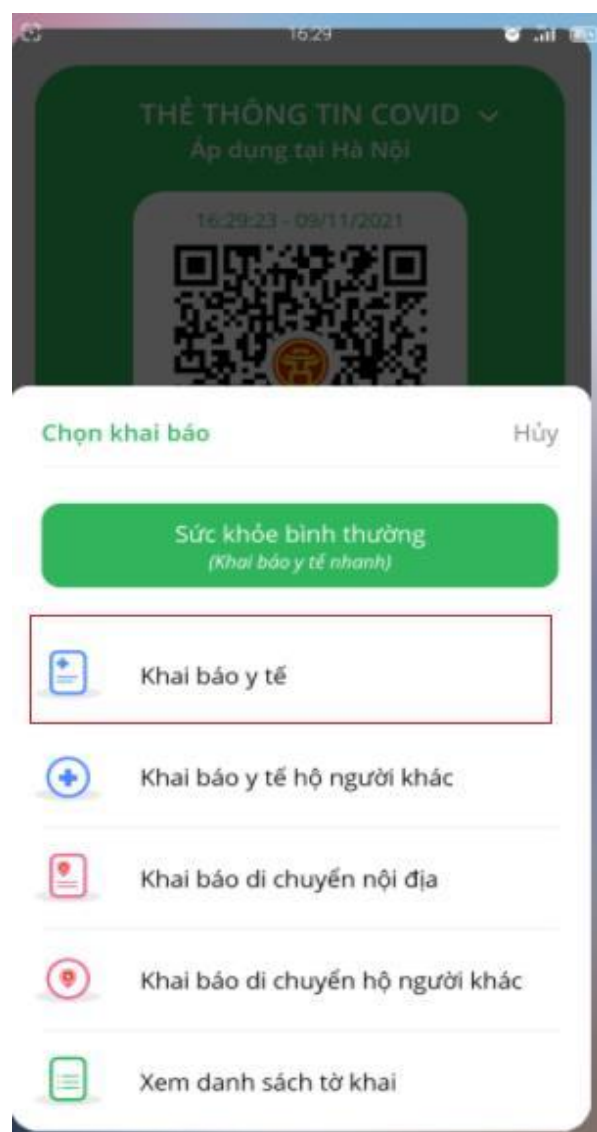 16:29
THẺ THÔNG TIN COVID
Áp dụng tại Hà Nội
16:29:23 - 09/11/2021
Chọn khai báo
Hủy
Sức khỏe bình thường
(Khai báo y tế nhanh)
Khai báo y tế
Khai báo y tế hộ người khác
Khai báo di chuyển nội địa
Khai báo di chuyển hộ người khác
Xem danh sách tờ khai